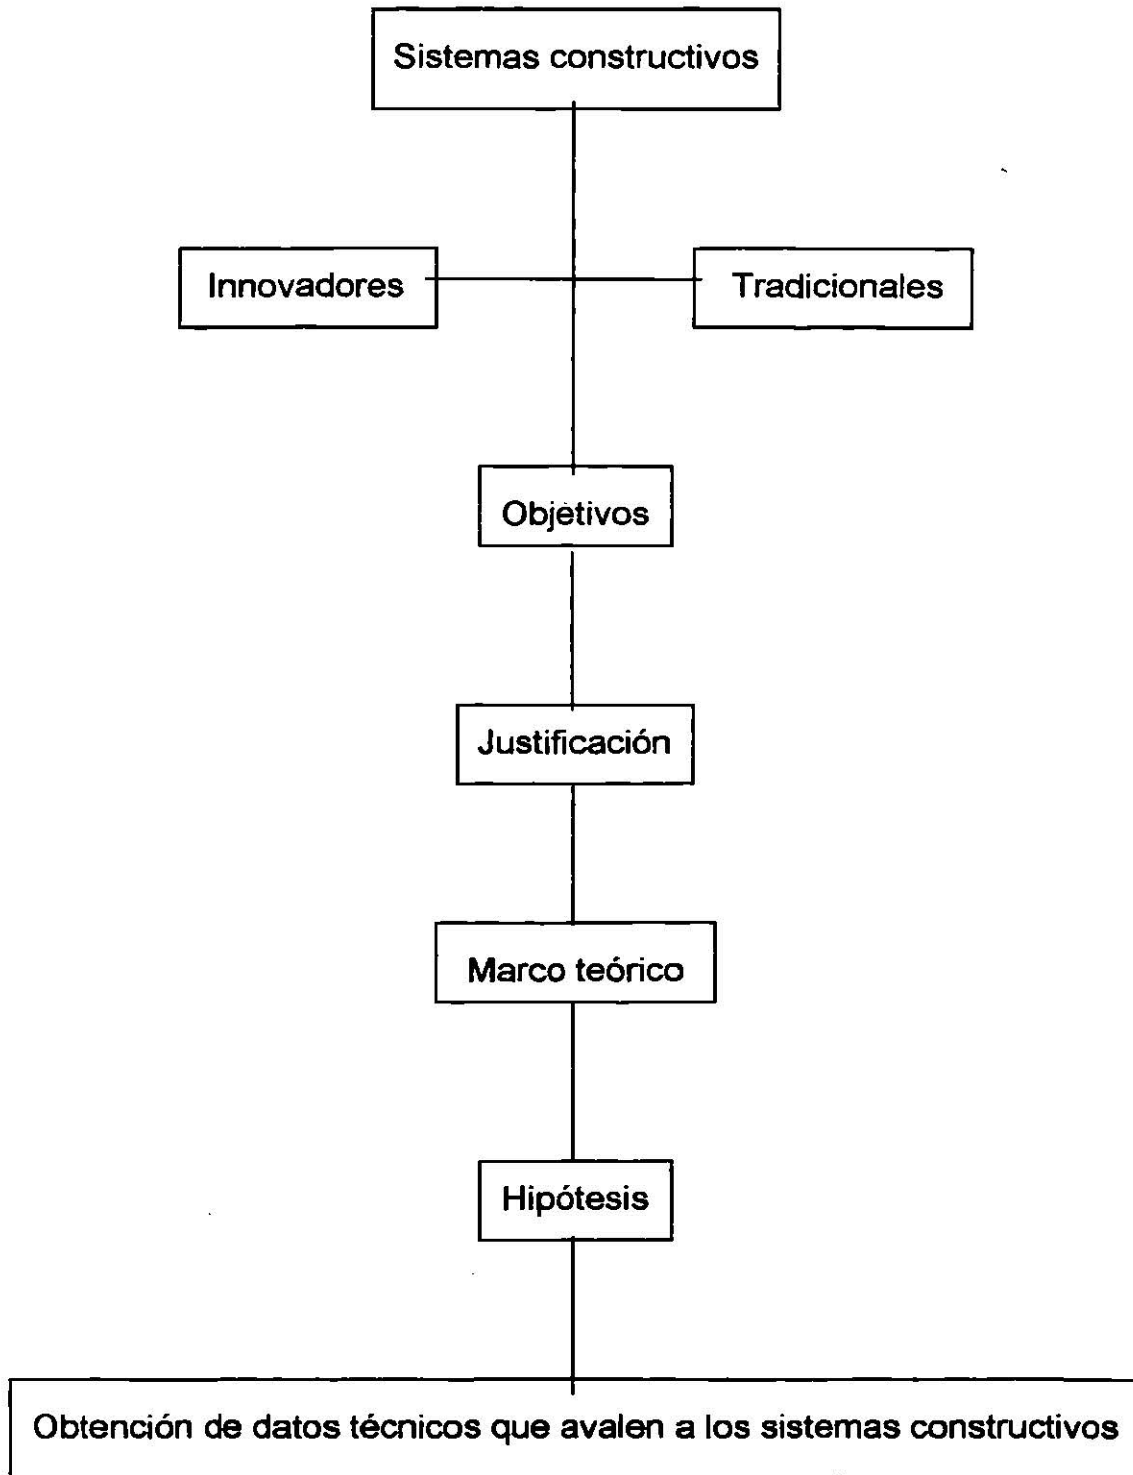 Sistemas constructivos
Innovadores
Tradicionales
Objetivos
Justificación
Marco teórico
Hipótesis
Obtención de datos técnicos que avalen a los sistemas constructivos